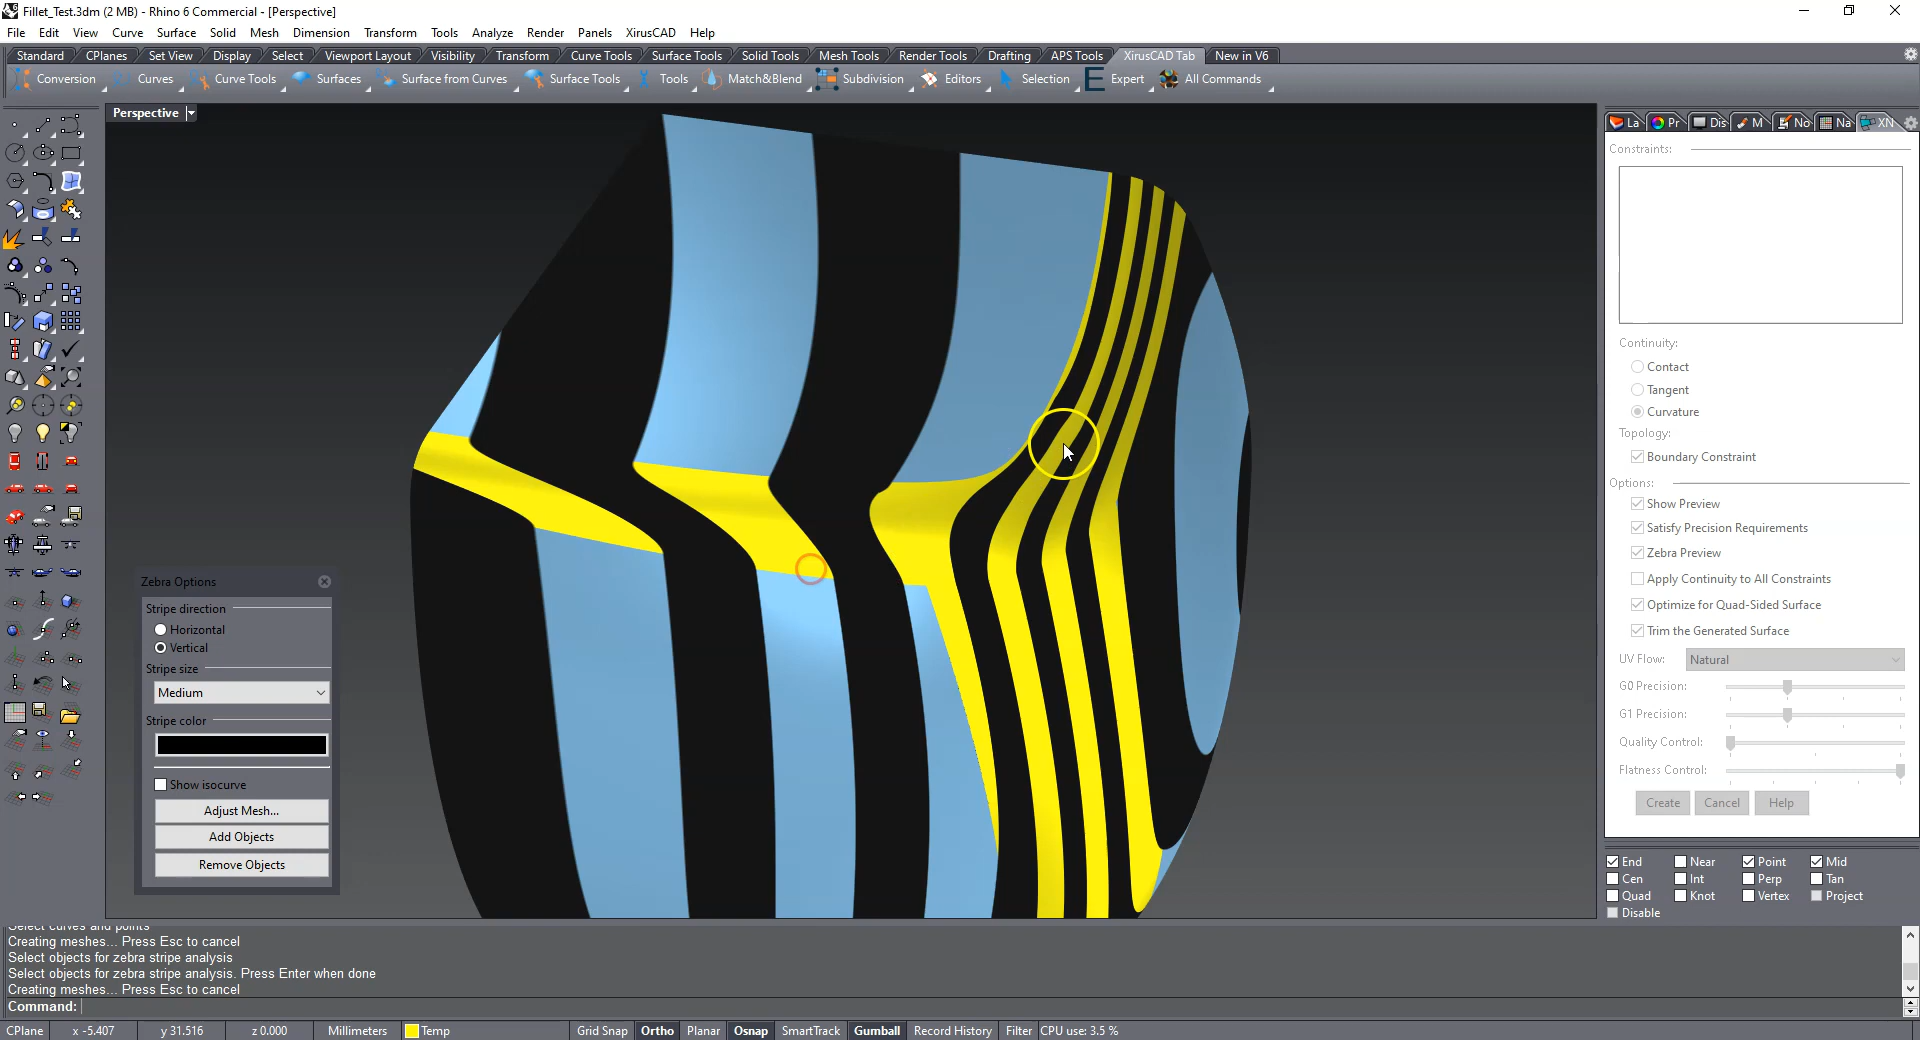 Fillet_Test.3dm (2 MB) - Rhino 6 Commercial - [Perspective]
File Edit View Curve Surface Solid Mesh Dimension Transform Tools Analyze Render Panels XirusCAD Help
Standard CPlanes Set View Display Select Viewport Layout Visibility Transform Curve Tools Surface Tools Solid Tools Mesh Tools Render Tools Drafting APS Tools XirusCAD Tab New in V6
Conversion Curves Curve Tools Surfaces Surface from Curves Surface Tools Tools Match&Blend Subdivision Editors Selection E Expert All Commands
Perspective
La Pr Dis M No Na XN
Constraints:
Continuity:
Contact
Tangent
Curvature
Topology:
Boundary Constraint
Options:
Show Preview
Satisfy Precision Requirements
Zebra Preview
Apply Continuity to All Constraints
Optimize for Quad-Sided Surface
Trim the Generated Surface
UV Flow: Natural
G0 Precision:
G1 Precision:
Quality Control:
Flatness Control:
Create Cancel Help
Zebra Options
Stripe direction
Horizontal
Vertical
Stripe size
Medium
Stripe color
Show isocurve
Adjust Mesh...
Add Objects
Remove Objects
End Near Point Mid
Cen Int Perp Tan
Quad Knot Vertex Project
Disable
Select curves and points
Creating meshes... Press Esc to cancel
Select objects for zebra stripe analysis
Select objects for zebra stripe analysis. Press Enter when done
Creating meshes... Press Esc to cancel
Command:
CPlane x -5.407 y 31.516 z 0.000 Millimeters Temp Grid Snap Ortho Planar Osnap SmartTrack Gumball Record History Filter CPU use: 3.5 %